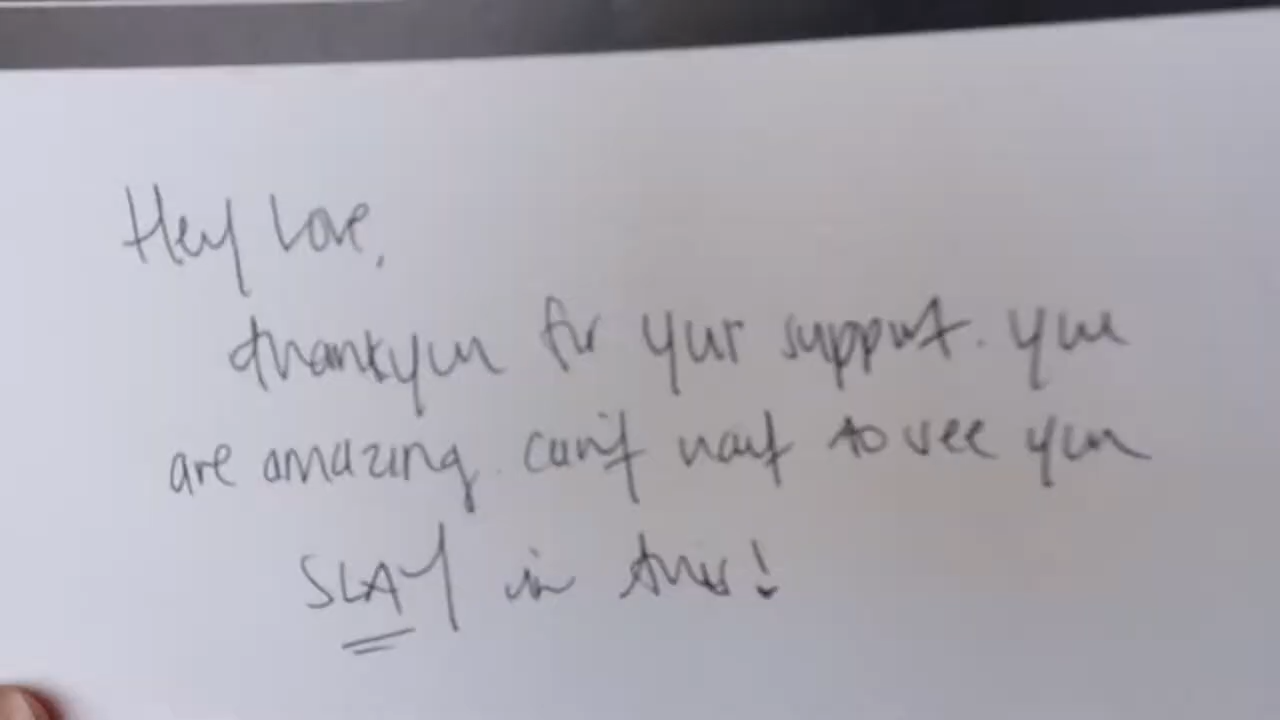 Hey Love,
thankyou for your support. you
are amazing. can't wait to see you
SLAY in this!